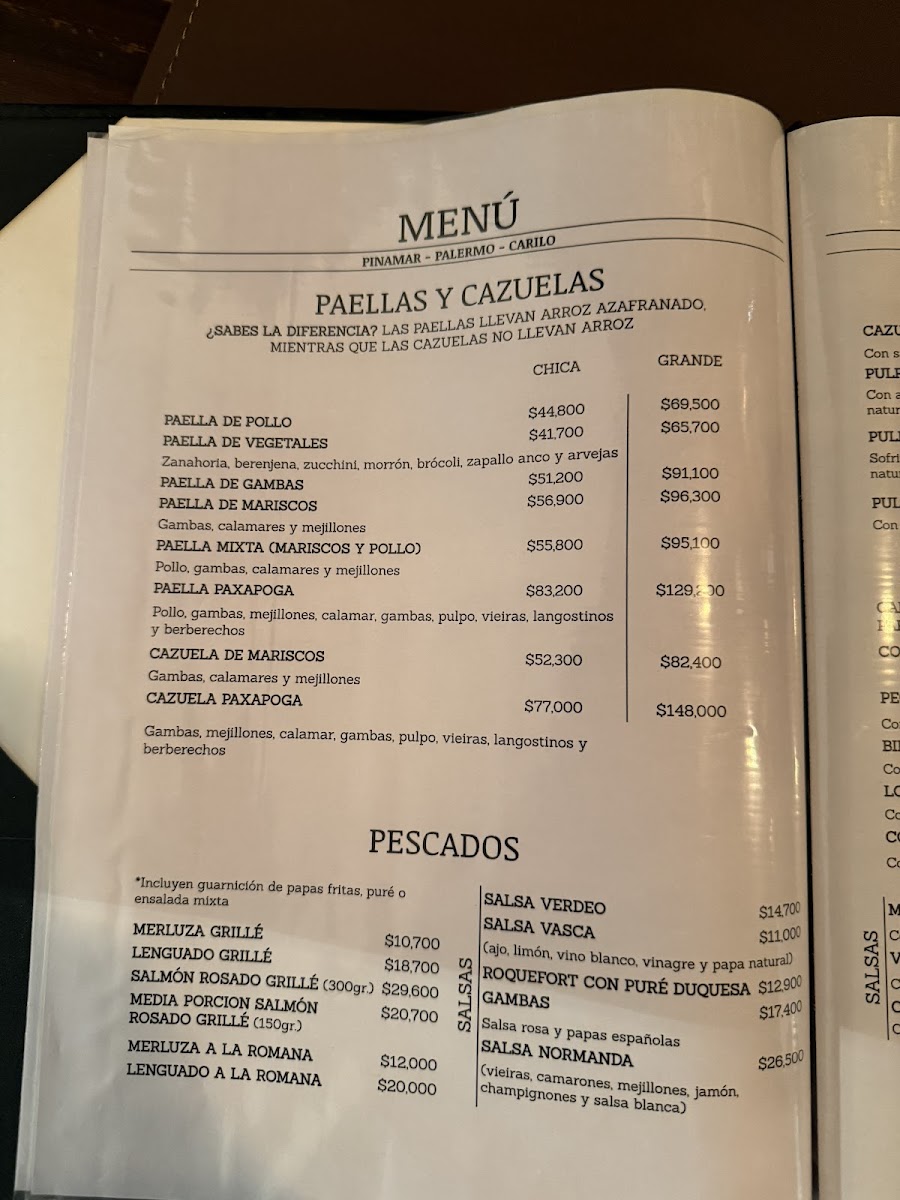 MENÚ
PINAMAR - PALERMO - CARILO
PAELLAS Y CAZUELAS
¿SABES LA DIFERENCIA? LAS PAELLAS LLEVAN ARROZ AZAFRANADO,
MIENTRAS QUE LAS CAZUELAS NO LLEVAN ARROZ
CHICA GRANDE
PAELLA DE POLLO $44,800 $69,500
PAELLA DE VEGETALES $41,700 $65,700
Zanahoria, berenjena, zucchini, morrón, brócoli, zapallo anco y arvejas
PAELLA DE GAMBAS $51,200 $91,100
PAELLA DE MARISCOS $56,900 $96,300
Gambas, calamares y mejillones
PAELLA MIXTA (MARISCOS Y POLLO) $55,800 $95,100
Pollo, gambas, calamares y mejillones
PAELLA PAXAPOGA $83,200
Pollo, gambas, mejillones, calamar, gambas, pulpo, vieiras, langostinos
y berberechos
CAZUELA DE MARISCOS $52,300 $82,400
Gambas, calamares y mejillones
CAZUELA PAXAPOGA $77,000 $148,000
Gambas, mejillones, calamar, gambas, pulpo, vieiras, langostinos y
berberechos
PESCADOS
*Incluyen guarnición de papas fritas, puré o
ensalada mixta
MERLUZA GRILLÉ $10,700
LENGUADO GRILLÉ $18,700
SALMÓN ROSADO GRILLÉ (300gr.) $29,600
MEDIA PORCION SALMÓN $20,700
ROSADO GRILLÉ (150gr.)
MERLUZA A LA ROMANA $12,000
LENGUADO A LA ROMANA $20,000
SALSAS
SALSA VERDEO $14,700
SALSA VASCA $11,000
(ajo, limón, vino blanco, vinagre y papa natural)
ROQUEFORT CON PURÉ DUQUESA $12,900
GAMBAS $17,400
Salsa rosa y papas españolas
SALSA NORMANDA $26,500
(vieiras, camarones, mejillones, jamón,
champignones y salsa blanca)
Con
Con
SALSAS